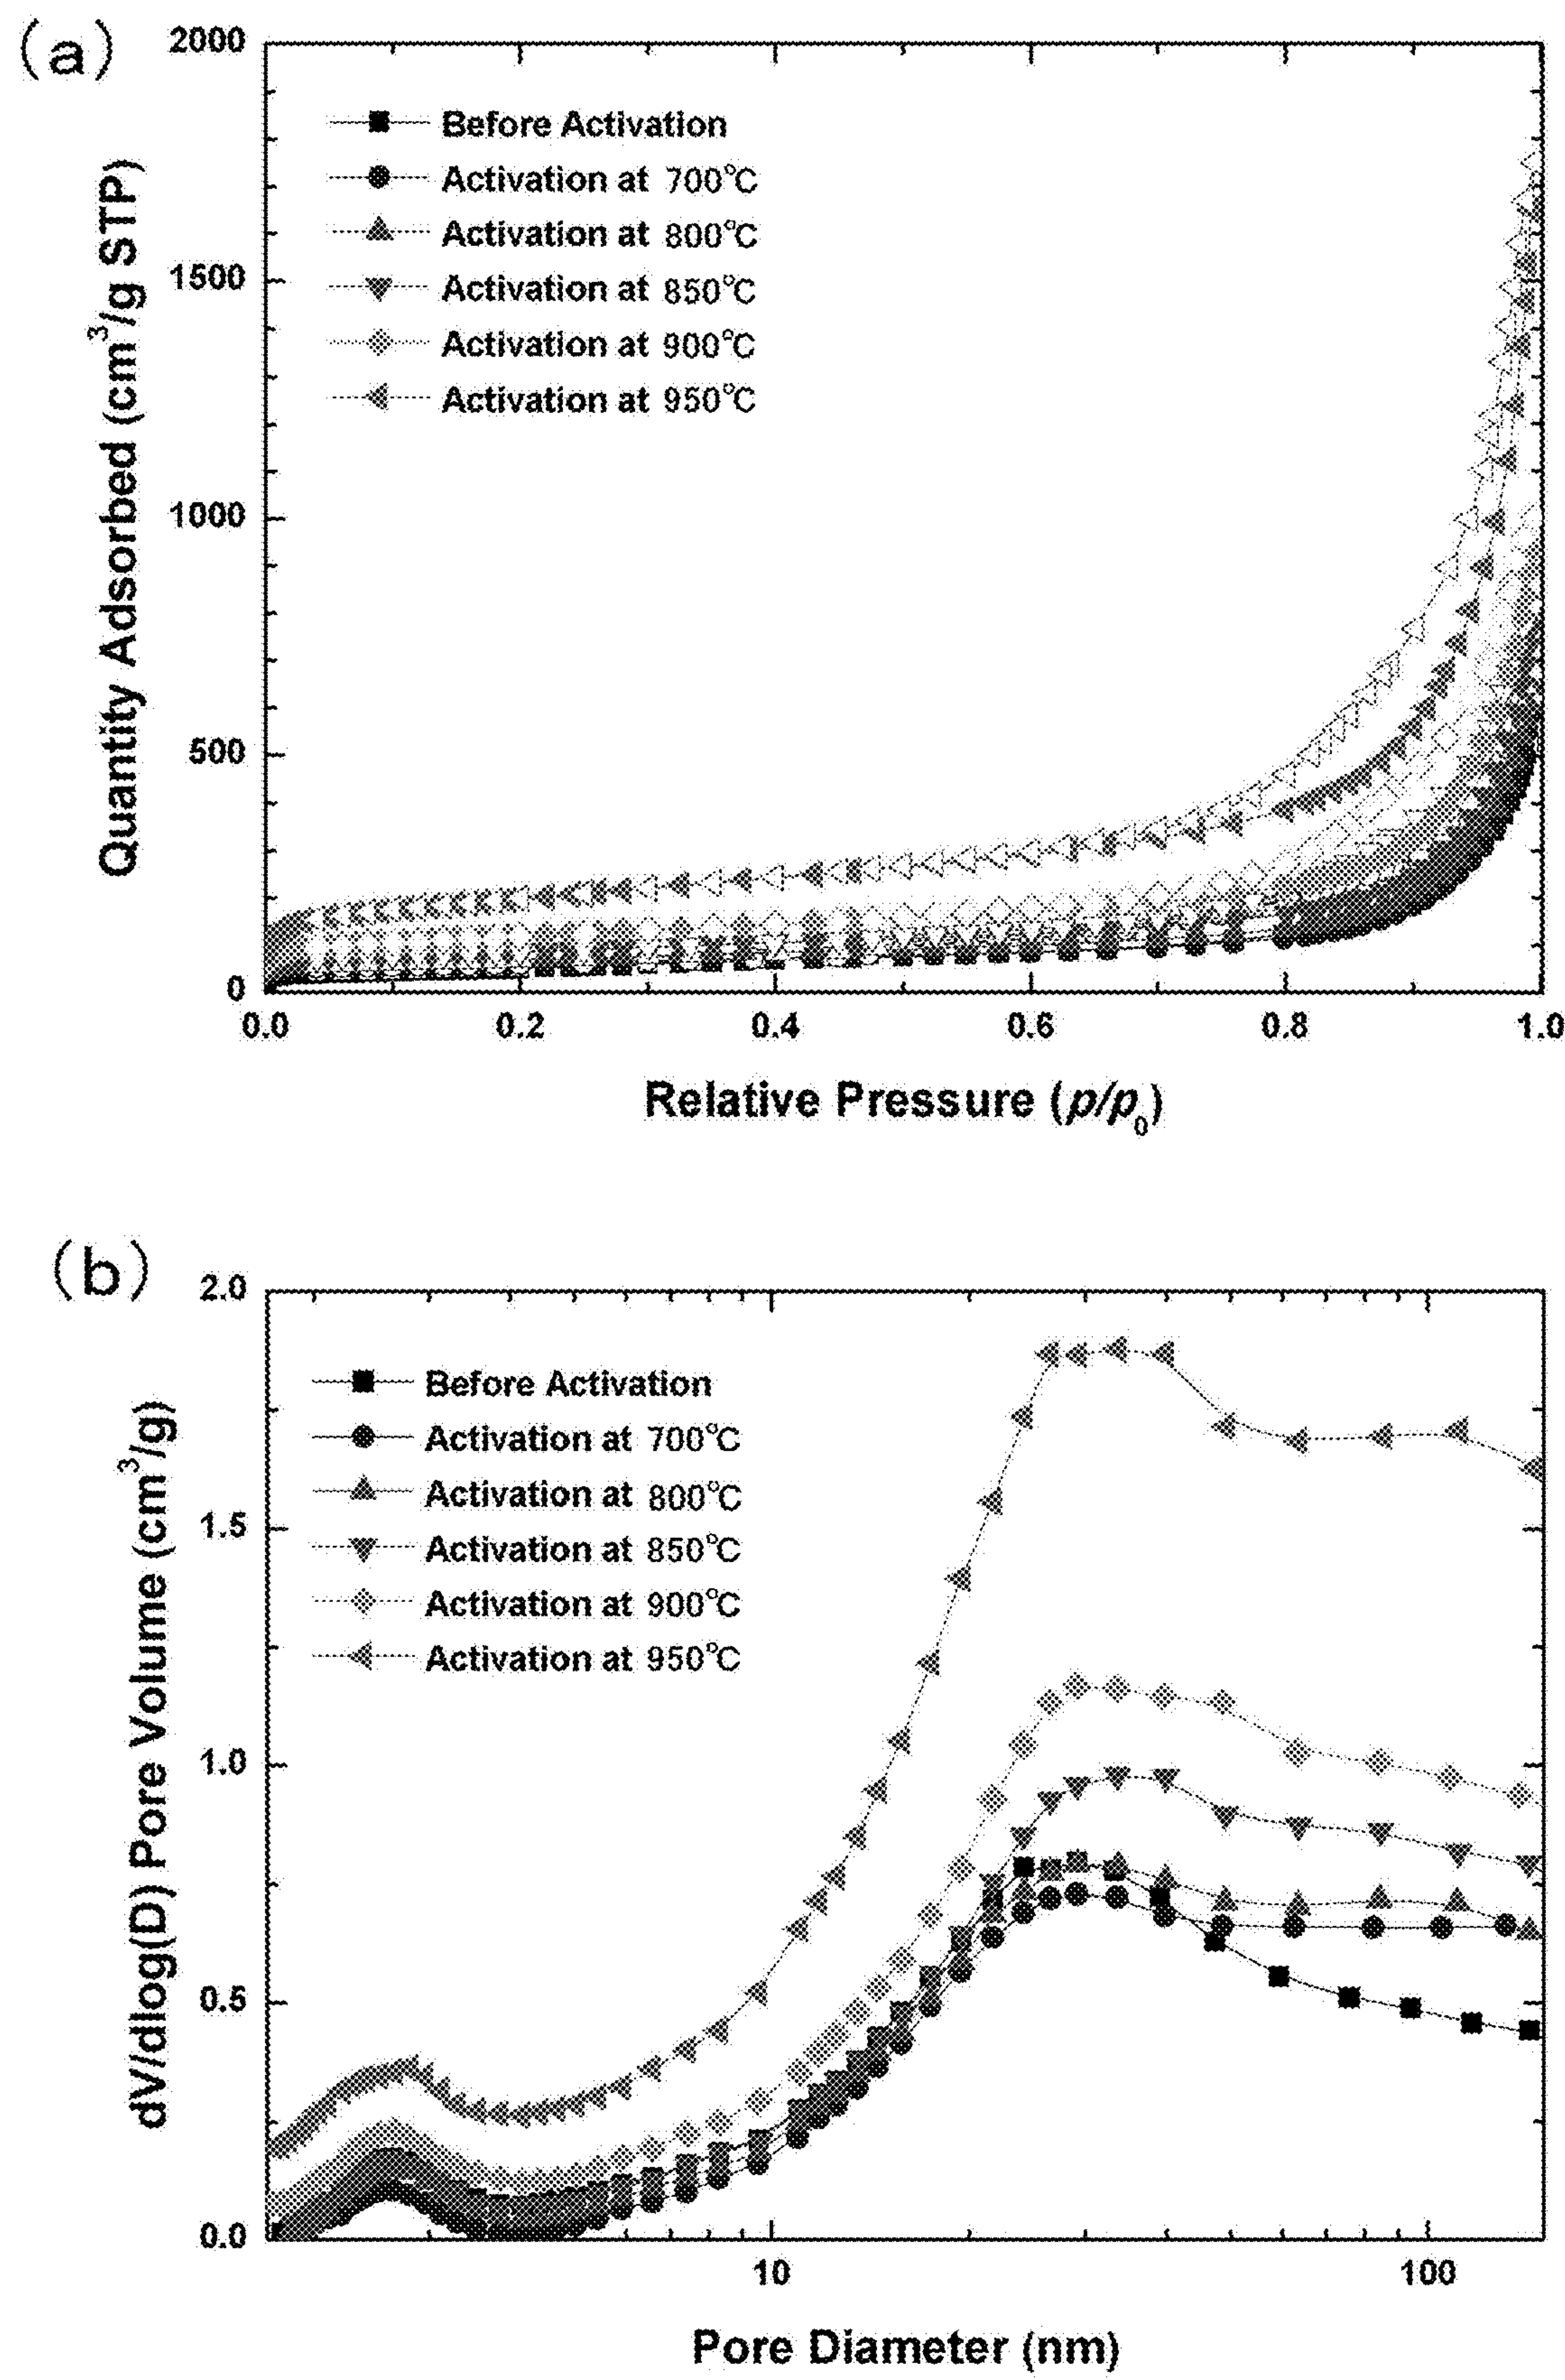 (a)
2000
1500
1000
500
0
Quantity Adsorbed (cm³/g STP)
Before Activation
Activation at 700℃
Activation at 800℃
Activation at 850℃
Activation at 900℃
Activation at 950℃
0.0 0.2 0.4 0.6 0.8 1.0
Relative Pressure (p/p₀)
(b)
2.0
1.5
1.0
0.5
0.0
dV/dlog(D) Pore Volume (cm³/g)
Before Activation
Activation at 700℃
Activation at 800℃
Activation at 850℃
Activation at 900℃
Activation at 950℃
10 100
Pore Diameter (nm)